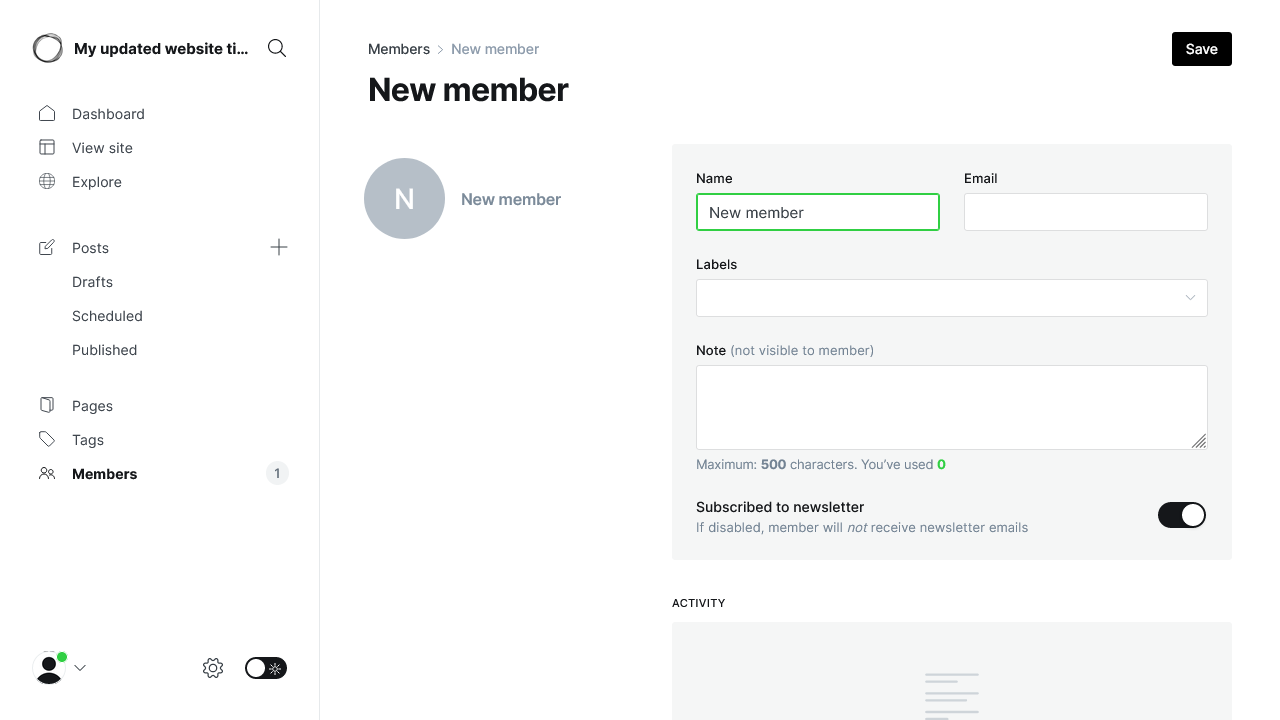 My updated website ti...
Dashboard
View site
Explore
Posts
Drafts
Scheduled
Published
Pages
Tags
Members
1
Members
New member
Save
New member
N
New member
Name
Email
New member
Labels
Note (not visible to member)
Maximum: 500 characters. You’ve used 0
Subscribed to newsletter
If disabled, member will not receive newsletter emails
ACTIVITY